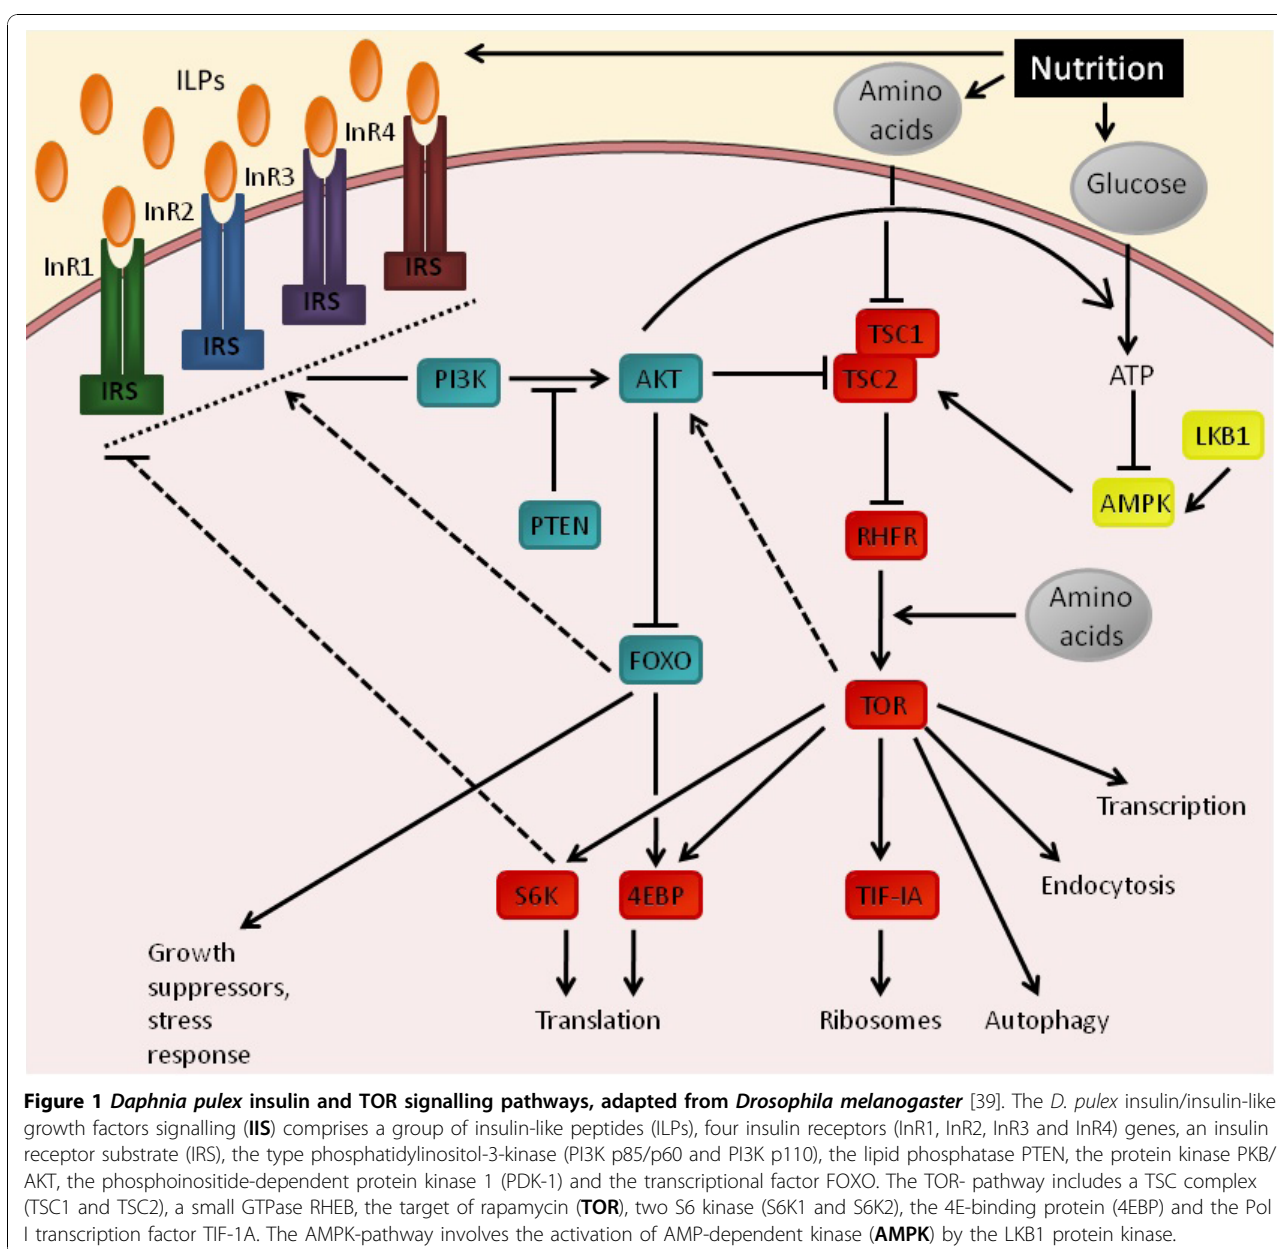 Nutrition
ILPs
Amino
acids
Glucose
InR4
InR3
InR2
InR1
IRS
IRS
IRS
IRS
TSC1
TSC2
PI3K
AKT
ATP
LKB1
AMPK
PTEN
RHFR
Amino
acids
FOXO
TOR
Transcription
Endocytosis
S6K
4EBP
TIF-IA
Growth
suppressors,
stress
response
Translation
Ribosomes
Autophagy
Figure 1 Daphnia pulex insulin and TOR signalling pathways, adapted from Drosophila melanogaster [39]. The D. pulex insulin/insulin-like
growth factors signalling (IIS) comprises a group of insulin-like peptides (ILPs), four insulin receptors (InR1, InR2, InR3 and InR4) genes, an insulin
receptor substrate (IRS), the type phosphatidylinositol-3-kinase (PI3K p85/p60 and PI3K p110), the lipid phosphatase PTEN, the protein kinase PKB/
AKT, the phosphoinositide-dependent protein kinase 1 (PDK-1) and the transcriptional factor FOXO. The TOR- pathway includes a TSC complex
(TSC1 and TSC2), a small GTPase RHEB, the target of rapamycin (TOR), two S6 kinase (S6K1 and S6K2), the 4E-binding protein (4EBP) and the Pol
I transcription factor TIF-1A. The AMPK-pathway involves the activation of AMP-dependent kinase (AMPK) by the LKB1 protein kinase.